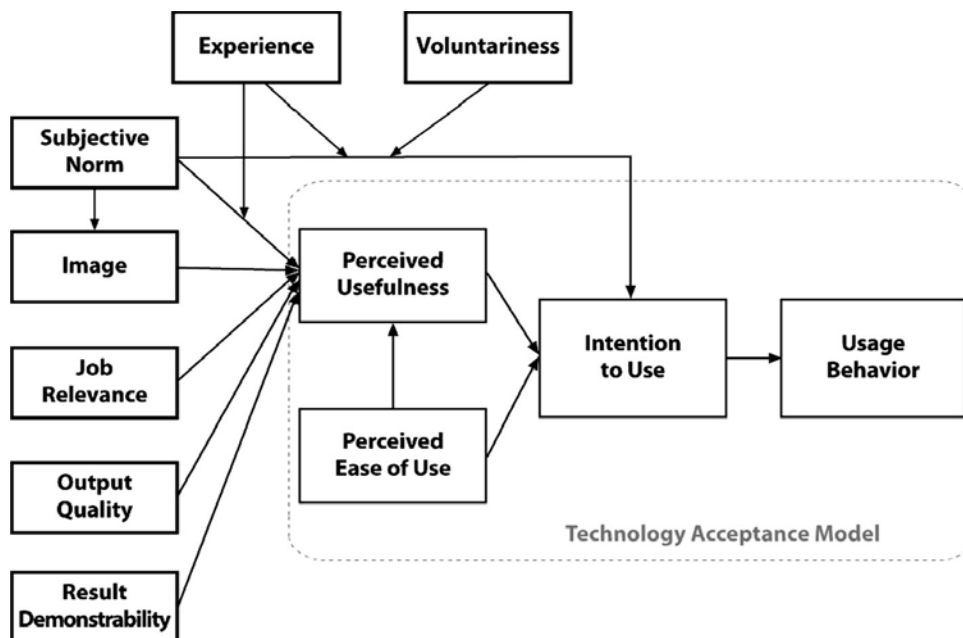 Experience
Voluntariness
Subjective
Norm
Image
Job
Relevance
Output
Quality
Result
Demonstrability
Perceived
Usefulness
Perceived
Ease of Use
Intention
to Use
Usage
Behavior
Technology Acceptance Model